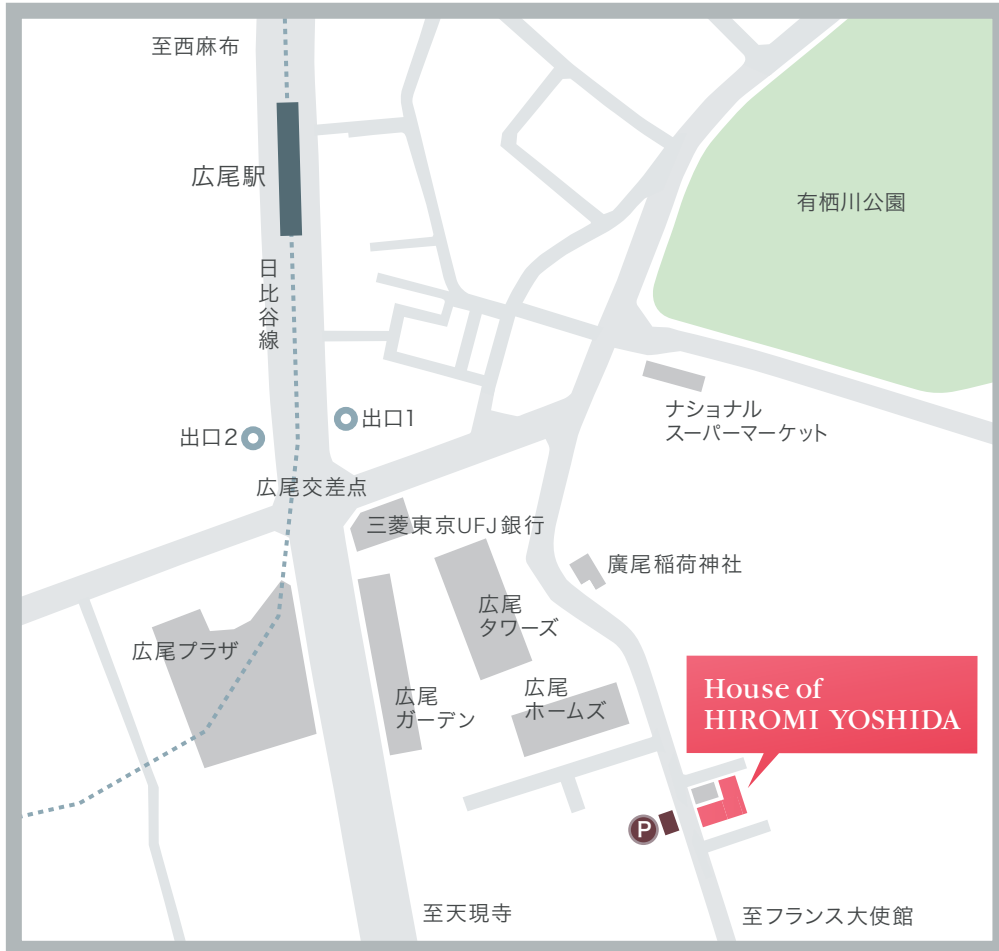 至西麻布
広尾駅
有栖川公園
日比谷線
出口1
出口2
ナショナル
スーパーマーケット
広尾交差点
三菱東京UFJ銀行
廣尾稲荷神社
広尾
タワーズ
広尾プラザ
広尾
ガーデン
広尾
ホームズ
House of
HIROMI YOSHIDA
P
至天現寺
至フランス大使館